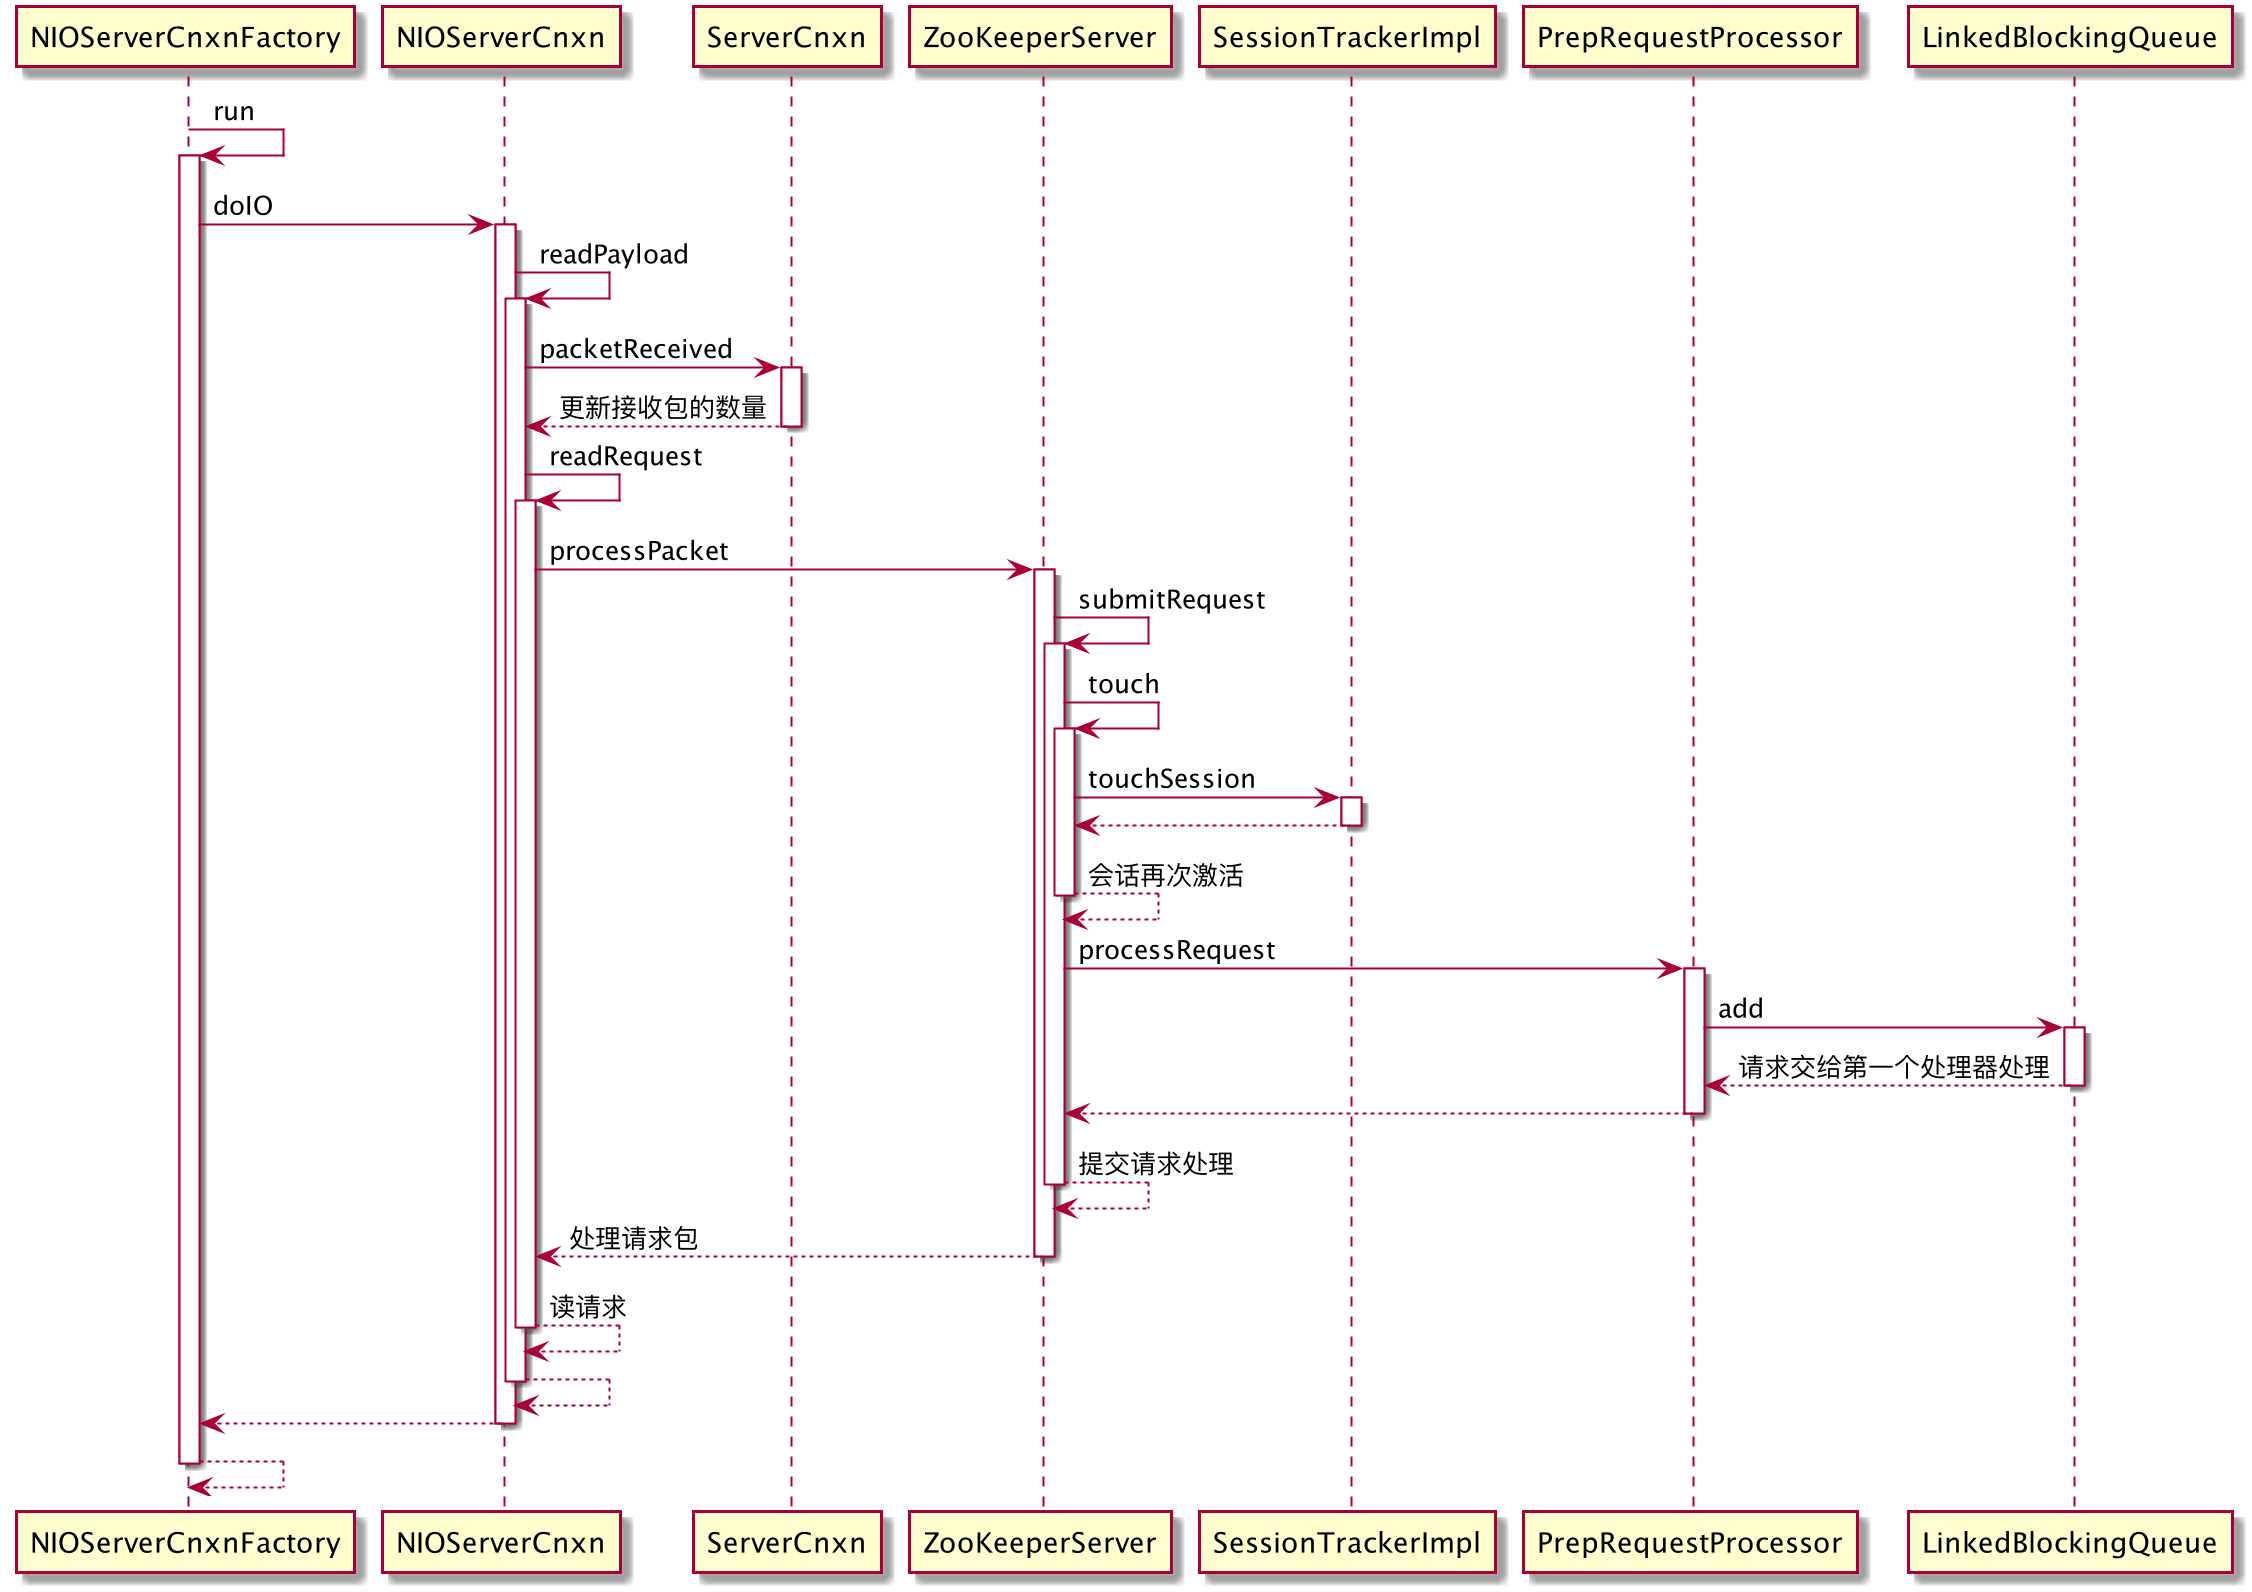 NIOServerCnxnFactory
NIOServerCnxn
ServerCnxn
ZooKeeperServer
SessionTrackerImpl
PrepRequestProcessor
LinkedBlockingQueue
run
doIO
readPayload
packetReceived
更新接收包的数量
readRequest
processPacket
submitRequest
touch
touchSession
会话再次激活
processRequest
add
请求交给第一个处理器处理
提交请求处理
处理请求包
读请求
NIOServerCnxnFactory
NIOServerCnxn
ServerCnxn
ZooKeeperServer
SessionTrackerImpl
PrepRequestProcessor
LinkedBlockingQueue